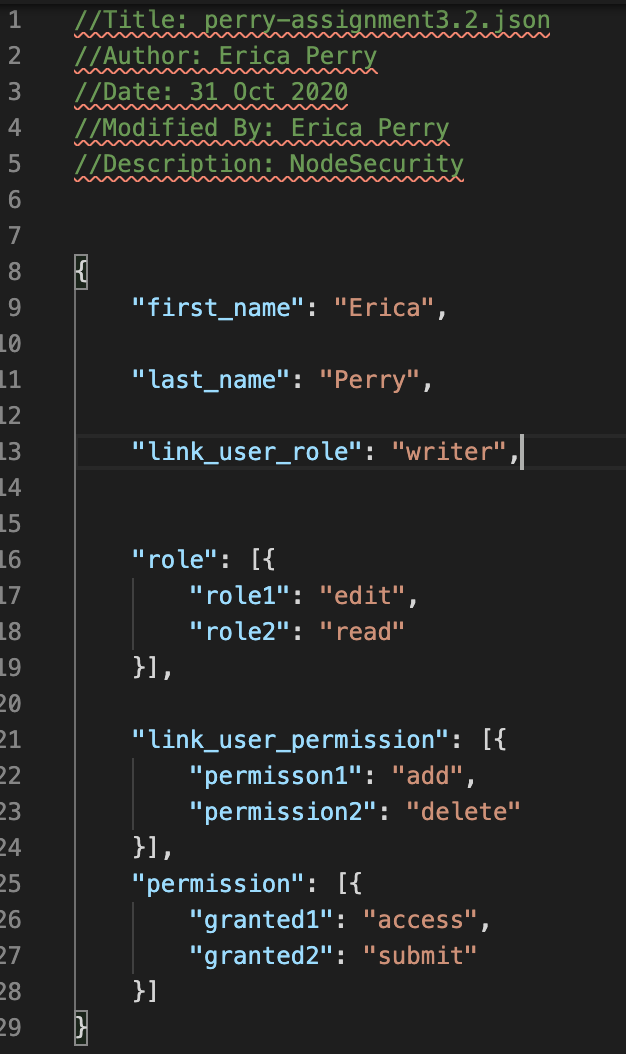 1 //Title: perry-assignment3.2.json
2 //Author: Erica Perry
3 //Date: 31 Oct 2020
4 //Modified By: Erica Perry
5 //Description: NodeSecurity
6
7
8 {
9 "first_name": "Erica",
10
11 "last_name": "Perry",
12
13 "link_user_role": "writer",
14
15
16 "role": [{
17 "role1": "edit",
18 "role2": "read"
19 }],
20
21 "link_user_permission": [{
22 "permisson1": "add",
23 "permission2": "delete"
24 }],
25 "permission": [{
26 "granted1": "access",
27 "granted2": "submit"
28 }]
29 }